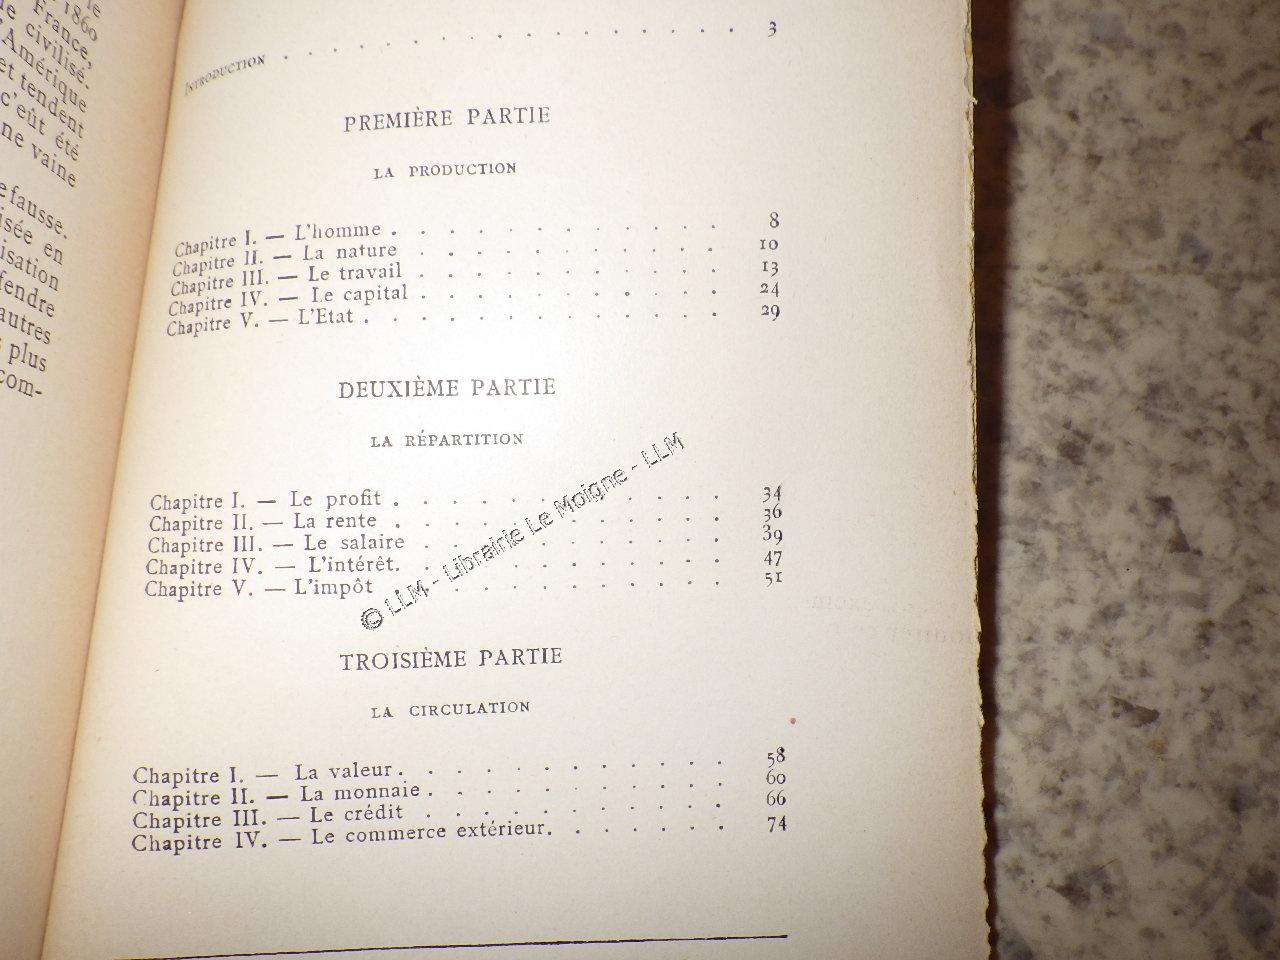 le
1860
France,
civilisé.
l'Amérique
et tendent
c'eût été
ne vaine
fausse.
isée en
isation
fendre
autres
plus
com-
INTRODUCTION . . . . . . . . . . . . . . . . . 3
PREMIÈRE PARTIE
LA PRODUCTION
Chapitre I. — L'homme . . . . . . . . . . . . 8
Chapitre II. — La nature . . . . . . . . . . . 10
Chapitre III. — Le travail . . . . . . . . . . . 13
Chapitre IV. — Le capital . . . . . . . . . . . 24
Chapitre V. — L'Etat . . . . . . . . . . . . . 29
DEUXIÈME PARTIE
LA RÉPARTITION
Chapitre I. — Le profit . . . . . . . . . . . . 34
Chapitre II. — La rente . . . . . . . . . . . . 36
Chapitre III. — Le salaire . . . . . . . . . . . 39
Chapitre IV. — L'intérêt. . . . . . . . . . . . 47
Chapitre V. — L'impôt . . . . . . . . . . . . 51
© LLM - Librairie Le Moigne - LLM
TROISIÈME PARTIE
LA CIRCULATION
Chapitre I. — La valeur . . . . . . . . . . . . 58
Chapitre II. — La monnaie . . . . . . . . . . . 60
Chapitre III. — Le crédit . . . . . . . . . . . 66
Chapitre IV. — Le commerce extérieur. . . . . . . 74